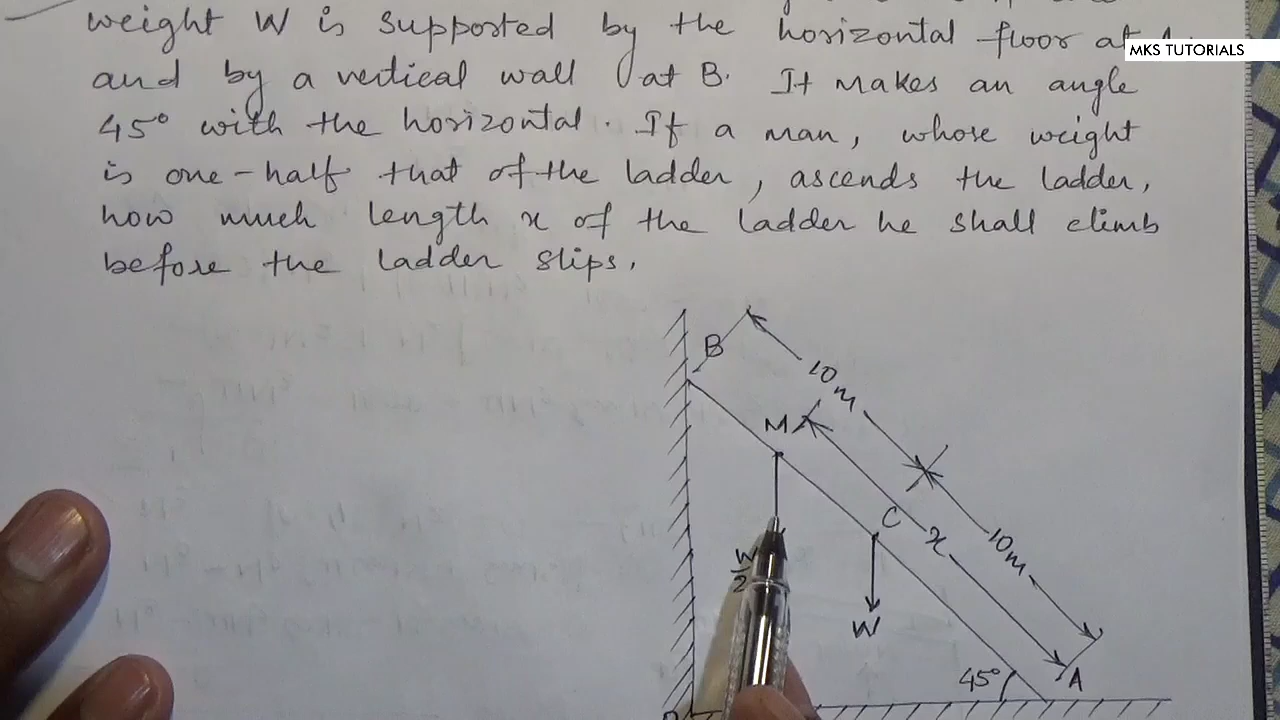 weight W is supported by the horizontal floor at
MKS TUTORIALS
and by a vertical wall at B. It makes an angle
45° with the horizontal. If a man, whose weight
is one-half that of the ladder, ascends the ladder,
how much length x of the ladder he shall climb
before the ladder slips.
B
10m
M
C
x
10m
W
2
W
45°
A